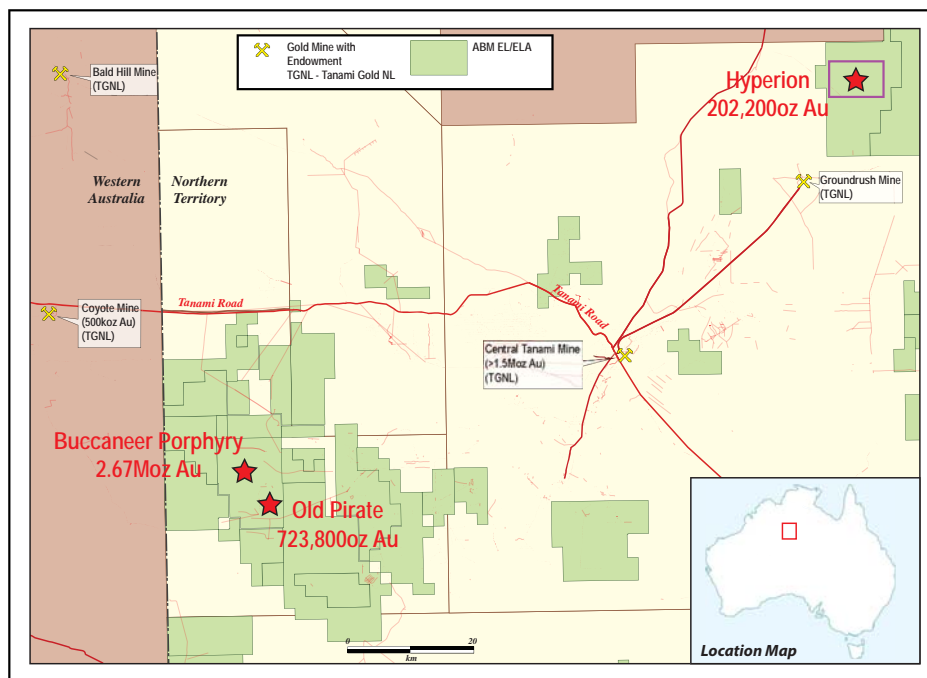 Gold Mine with
Endowment
TGNL - Tanami Gold NL
ABM EL/ELA
Bald Hill Mine
(TGNL)
Hyperion
202,200oz Au
Western
Australia
Northern
Territory
Groundrush Mine
(TGNL)
Coyote Mine
(500koz Au)
(TGNL)
Tanami Road
Tanami Road
Central Tanami Mine
(>1.5Moz Au)
(TGNL)
Buccaneer Porphyry
2.67Moz Au
Old Pirate
723,800oz Au
0
20
km
Location Map